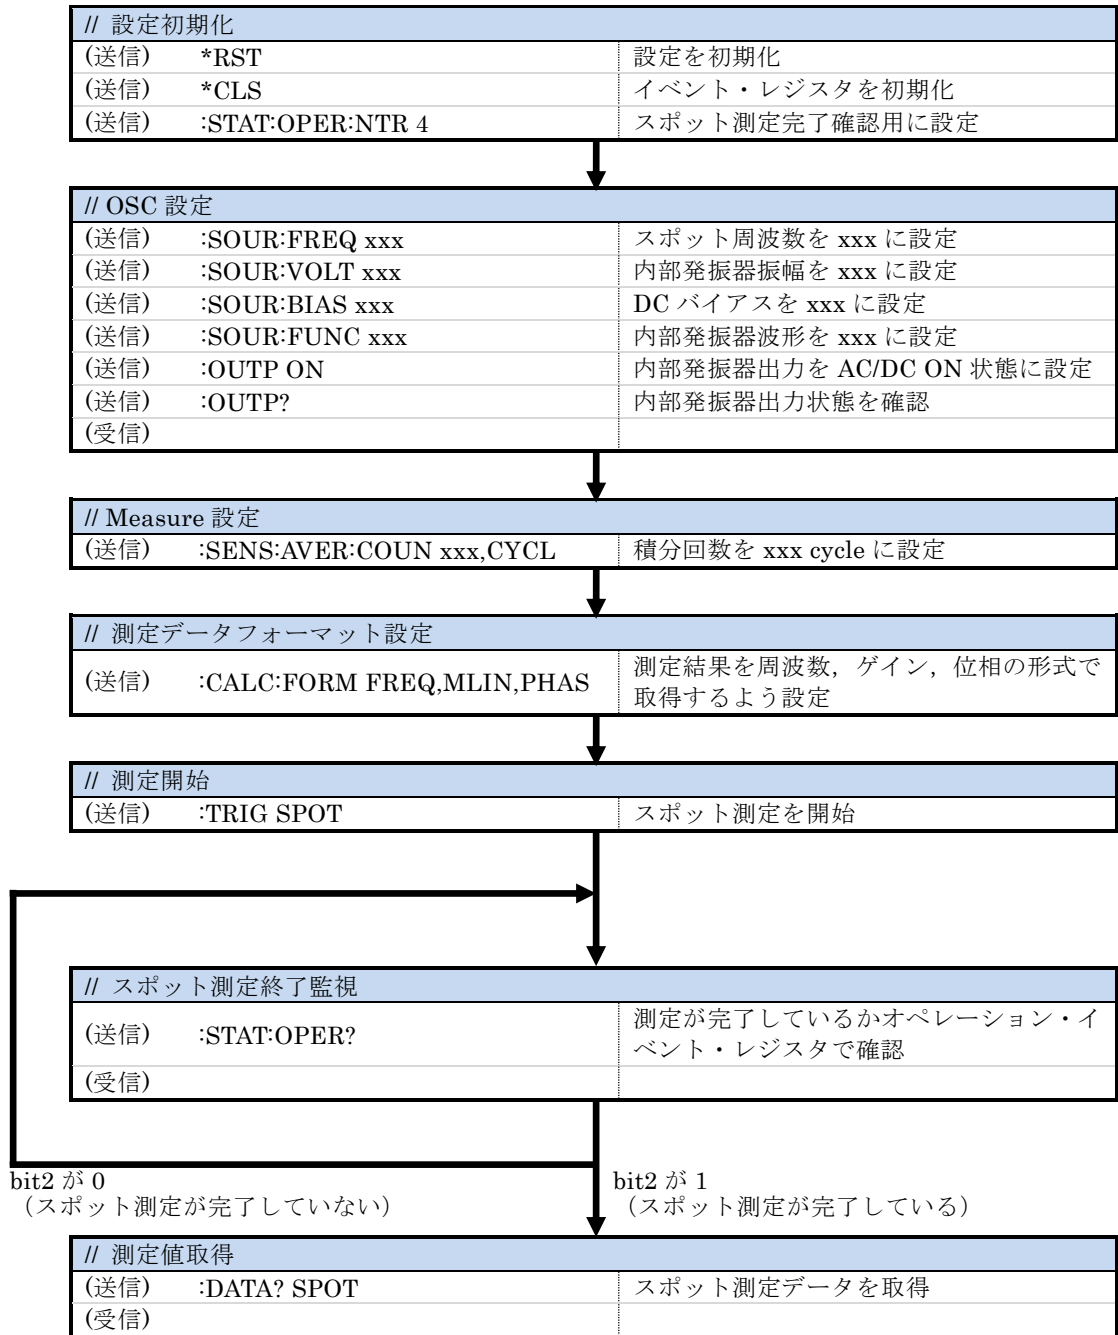 // 設定初期化
(送信) *RST 設定を初期化
(送信) *CLS イベント・レジスタを初期化
(送信) :STAT:OPER:NTR 4 スポット測定完了確認用に設定
// OSC 設定
(送信) :SOUR:FREQ xxx スポット周波数を xxx に設定
(送信) :SOUR:VOLT xxx 内部発振器振幅を xxx に設定
(送信) :SOUR:BIAS xxx DC バイアスを xxx に設定
(送信) :SOUR:FUNC xxx 内部発振器波形を xxx に設定
(送信) :OUTP ON 内部発振器出力を AC/DC ON 状態に設定
(送信) :OUTP? 内部発振器出力状態を確認
(受信)
// Measure 設定
(送信) :SENS:AVER:COUN xxx,CYCL 積分回数を xxx cycle に設定
// 測定データフォーマット設定
(送信) :CALC:FORM FREQ,MLIN,PHAS 測定結果を周波数，ゲイン，位相の形式で
取得するよう設定
// 測定開始
(送信) :TRIG SPOT スポット測定を開始
// スポット測定終了監視
(送信) :STAT:OPER? 測定が完了しているかオペレーション・イ
ベント・レジスタで確認
(受信)
bit2 が 0
（スポット測定が完了していない）
bit2 が 1
（スポット測定が完了している）
// 測定値取得
(送信) :DATA? SPOT スポット測定データを取得
(受信)